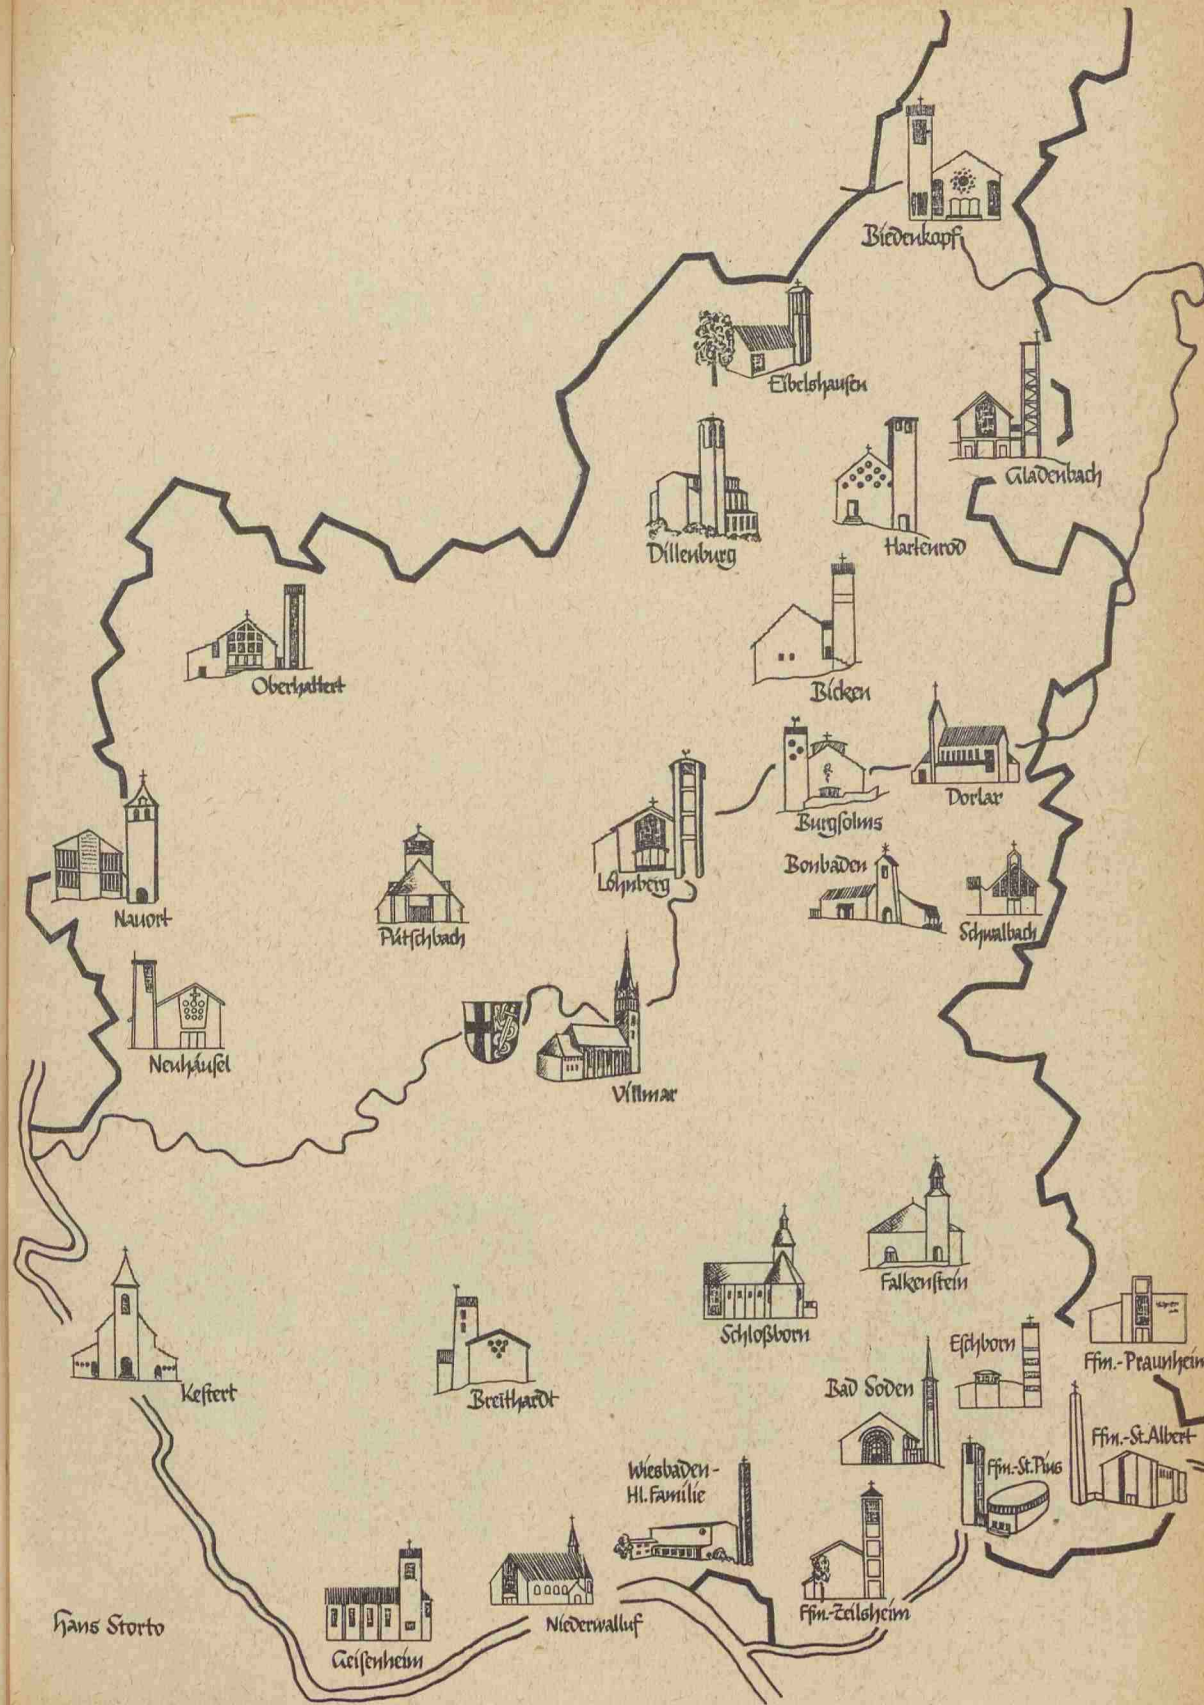 Biedenkopf
Eibelshausen
Gladenbach
Dillenburg
Hartenrod
Oberhattert
Bicken
Dorlar
Burgsolms
Löhnberg
Bonbaden
Schwalbach
Nauort
Pütschbach
Neuhäusel
Villmar
Falkenstein
Schloßborn
Eschborn
Ffm.-Praunheim
Kestert
Breithardt
Bad Soden
Ffm.-St.Albert
Wiesbaden-
Hl. Familie
Ffm.-St.Pius
Ffm.-Zeilsheim
Niederwalluf
Hans Storto
Geisenheim